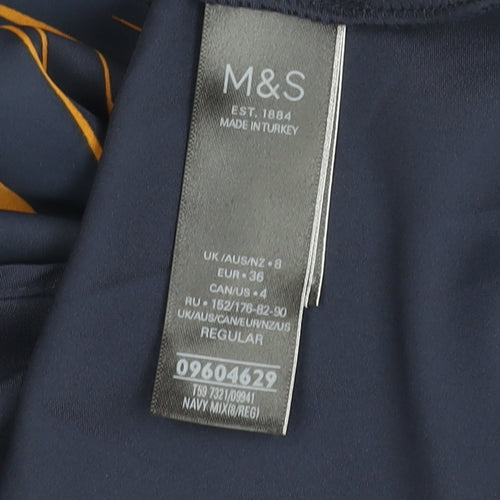 M&S
EST. 1884
MADE IN TURKEY
UK/AUS/NZ • 8
EUR • 36
CAN/US • 4
RU • 152/176-82-90
UK/AUS/CAN/EUR/NZ/US
REGULAR
09604629
T59 7321/09941
NAVY MIX(8/REG)